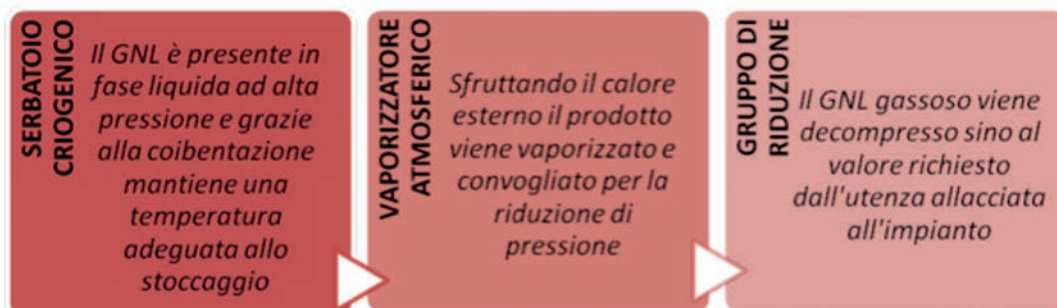 SERBATOIO
CRIOGENICO
Il GNL è presente in
fase liquida ad alta
pressione e grazie
alla coibentazione
mantiene una
temperatura
adeguata allo
stoccaggio
VAPORIZZATORE
ATMOSFERICO
Sfruttando il calore
esterno il prodotto
viene vaporizzato e
convogliato per la
riduzione di
pressione
GRUPPO DI
RIDUZIONE
Il GNL gassoso viene
decompresso sino al
valore richiesto
dall'utenza allacciata
all'impianto